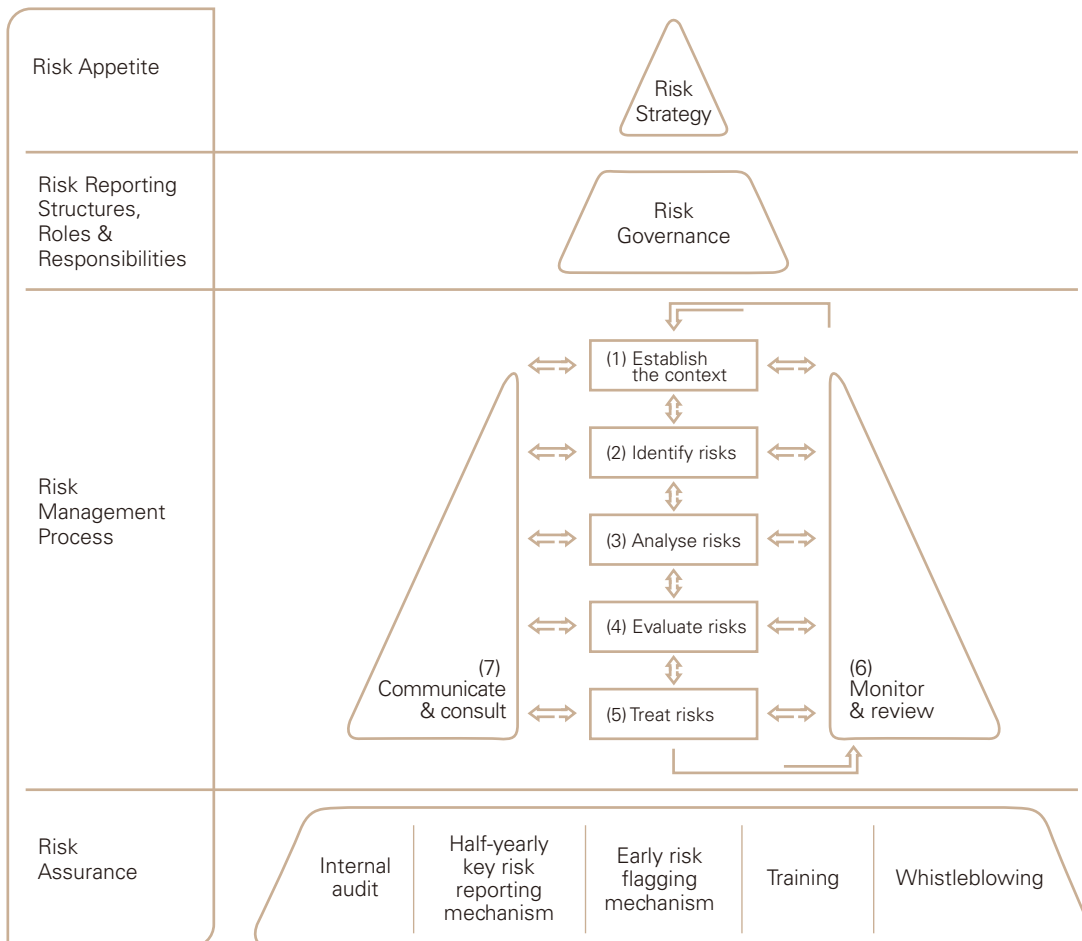 Risk Appetite
Risk
Strategy
Risk Reporting
Structures,
Roles &
Responsibilities
Risk
Governance
Risk
Management
Process
(1) Establish
the context
(2) Identify risks
(3) Analyse risks
(4) Evaluate risks
(5) Treat risks
(7)
Communicate
& consult
(6)
Monitor
& review
Risk
Assurance
Internal
audit
Half-yearly
key risk
reporting
mechanism
Early risk
flagging
mechanism
Training
Whistleblowing